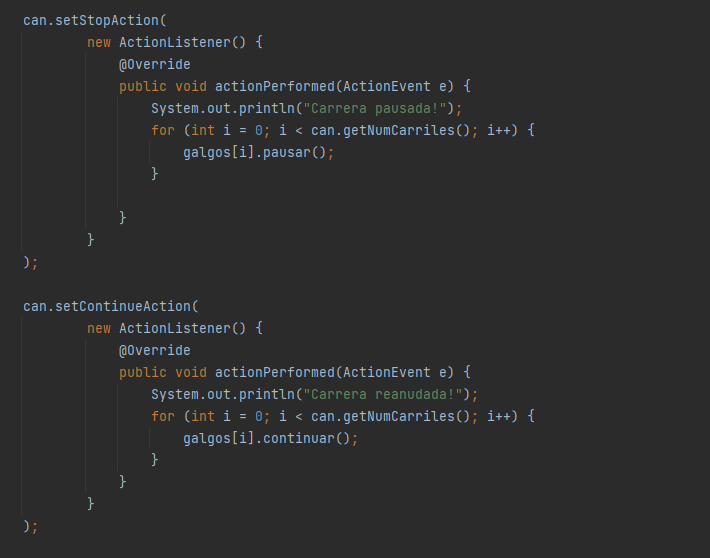 can.setStopAction(
new ActionListener() {
@Override
public void actionPerformed(ActionEvent e) {
System.out.println("Carrera pausada!");
for (int i = 0; i < can.getNumCarriles(); i++) {
galgos[i].pausar();
}
}
}
);
can.setContinueAction(
new ActionListener() {
@Override
public void actionPerformed(ActionEvent e) {
System.out.println("Carrera reanudada!");
for (int i = 0; i < can.getNumCarriles(); i++) {
galgos[i].continuar();
}
}
}
);